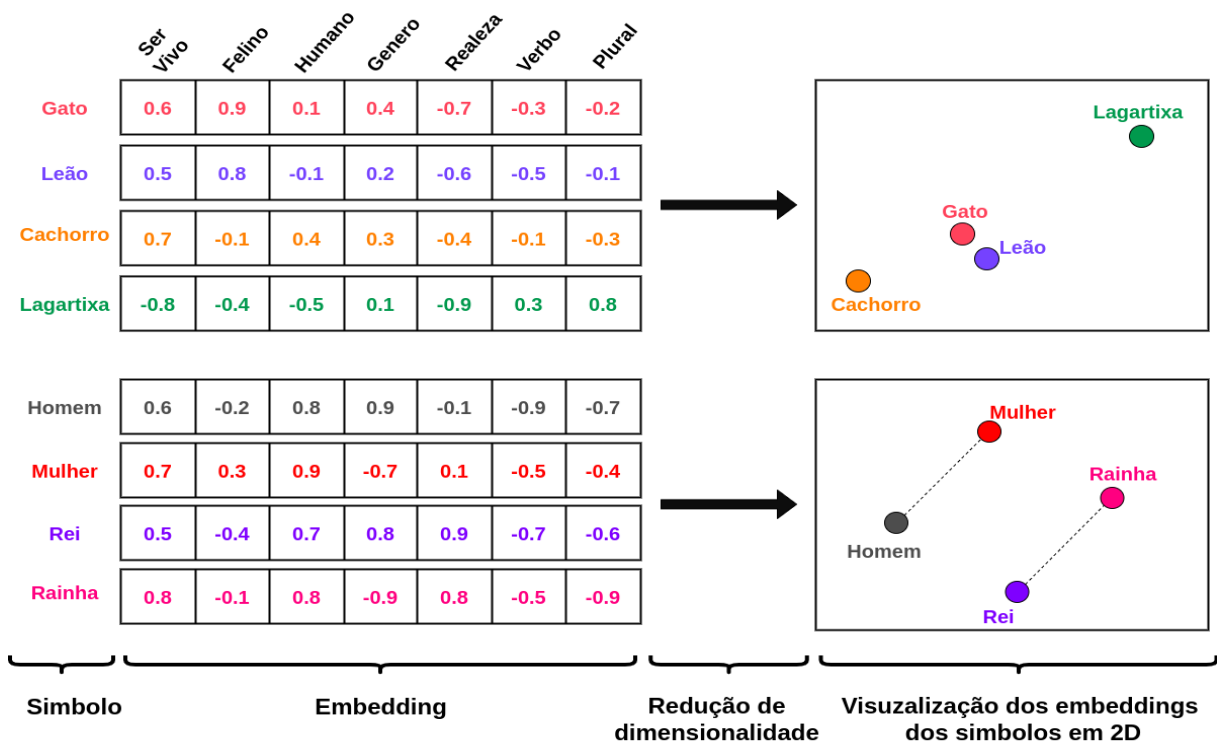 Ser
Vivo
Felino
Humano
Genero
Realeza
Verbo
Plural
Gato 0.6 0.9 0.1 0.4 -0.7 -0.3 -0.2
Leão 0.5 0.8 -0.1 0.2 -0.6 -0.5 -0.1
Cachorro 0.7 -0.1 0.4 0.3 -0.4 -0.1 -0.3
Lagartixa -0.8 -0.4 -0.5 0.1 -0.9 0.3 0.8
Lagartixa
Gato
Leão
Cachorro
Homem 0.6 -0.2 0.8 0.9 -0.1 -0.9 -0.7
Mulher 0.7 0.3 0.9 -0.7 0.1 -0.5 -0.4
Rei 0.5 -0.4 0.7 0.8 0.9 -0.7 -0.6
Rainha 0.8 -0.1 0.8 -0.9 0.8 -0.5 -0.9
Mulher
Rainha
Homem
Rei
Simbolo
Embedding
Redução de
dimensionalidade
Visuzalização dos embeddings
dos simbolos em 2D